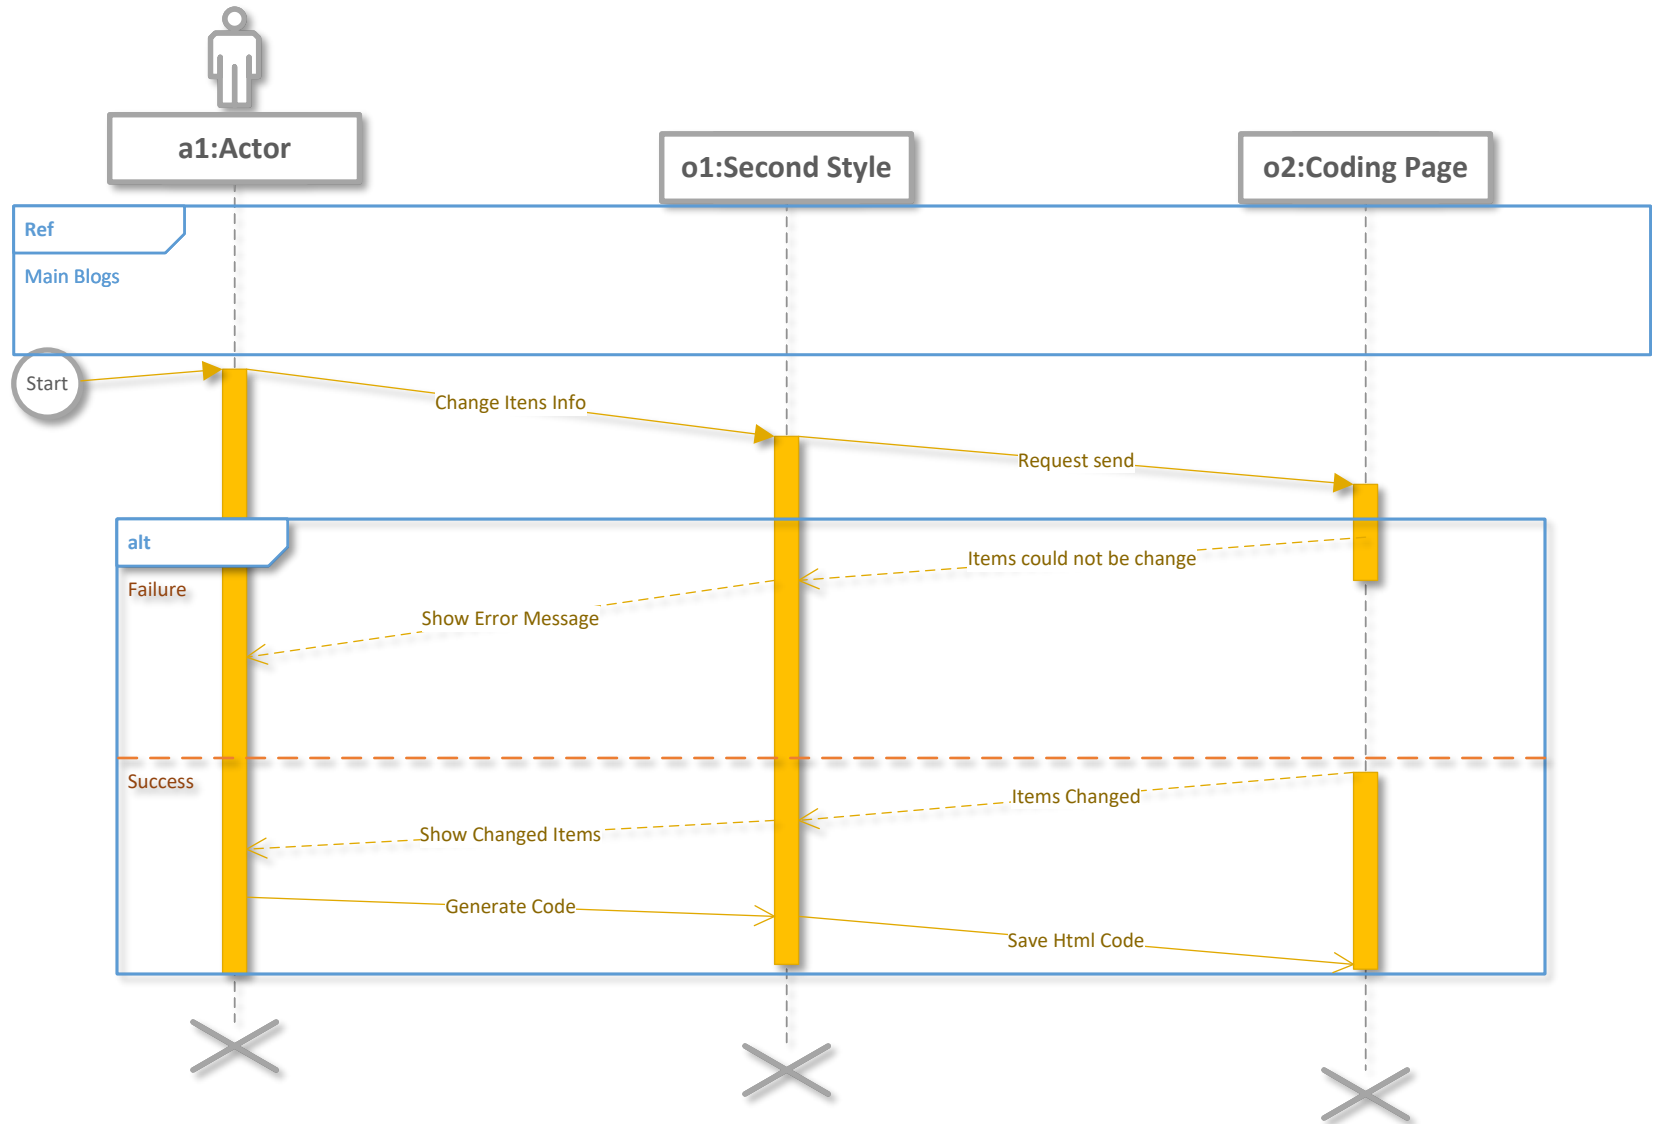 a1:Actor
o1:Second Style
o2:Coding Page
Ref
Main Blogs
Start
Change Itens Info
Request send
alt
Items could not be change
Failure
Show Error Message
Success
Items Changed
Show Changed Items
Generate Code
Save Html Code